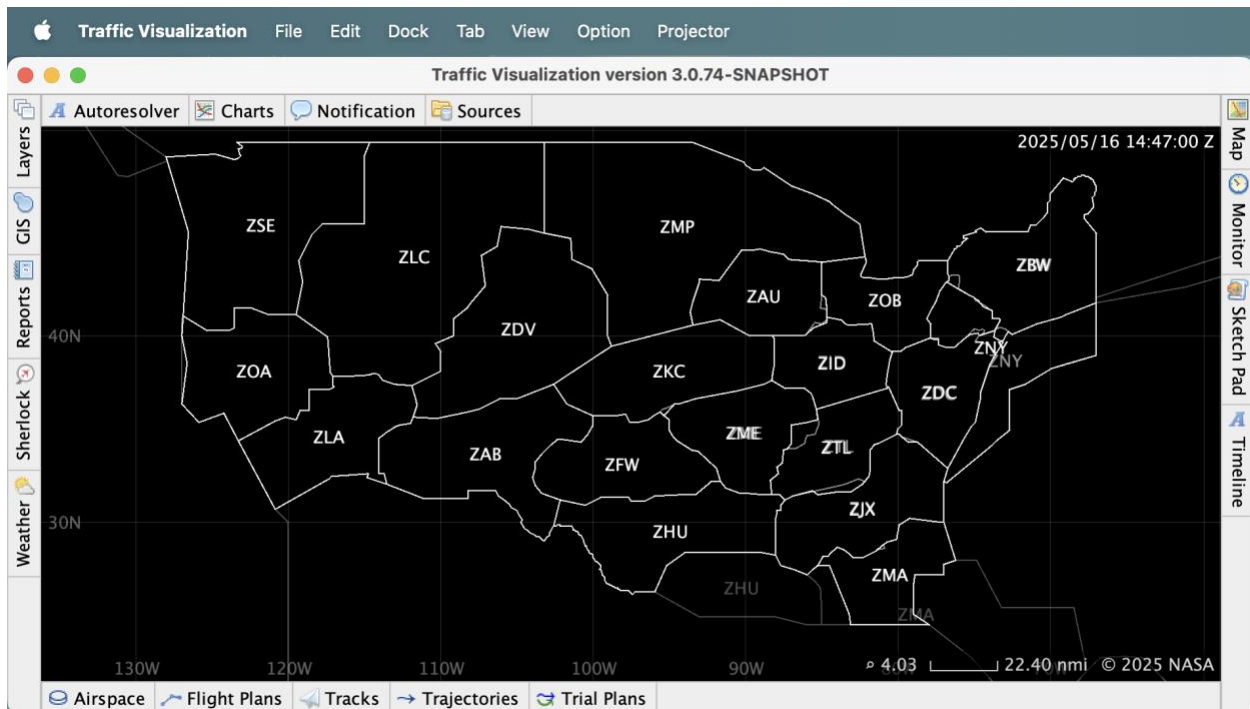 Traffic Visualization File Edit Dock Tab View Option Projector
Traffic Visualization version 3.0.74-SNAPSHOT
Autoresolver Charts Notification Sources
Layers
GIS
Reports
Sherlock
Weather
2025/05/16 14:47:00 Z
ZSE
ZMP
ZLC
ZBW
ZAU
ZOB
ZDV
40N
ZNY
ZNY
ZID
ZOA
ZKC
ZDC
ZLA
ZME
ZTL
ZAB
ZFW
ZJX
30N
ZHU
ZMA
ZHU
ZMA
130W 120W 110W 100W 90W 80W 70W
4.03 22.40 nmi © 2025 NASA
Map
Monitor
Sketch Pad
Timeline
Airspace Flight Plans Tracks Trajectories Trial Plans